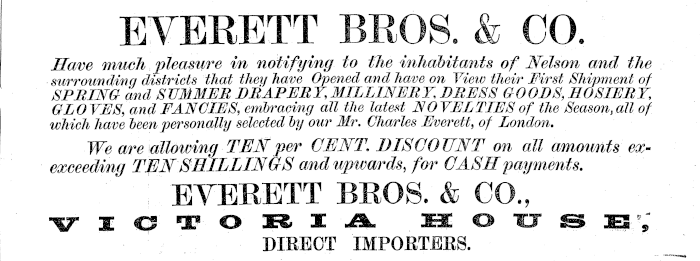 EVERETT BROS. & CO.
Have much pleasure in notifying to the inhabitants of Nelson and the
surrounding districts that they have Opened and have on View their First Shipment of
SPRING and SUMMER DRAPERY, MILLINERY, DRESS GOODS, HOSIERY,
GLOVES, and FANCIES, embracing all the latest NOVELTIES of the Season, all of
which have been personally selected by our Mr. Charles Everett, of London.
We are allowing TEN per CENT. DISCOUNT on all amounts ex-
exceeding TEN SHILLINGS and upwards, for CASH payments.
EVERETT BROS. & CO.,
VICTORIA HOUSE,
DIRECT IMPORTERS.